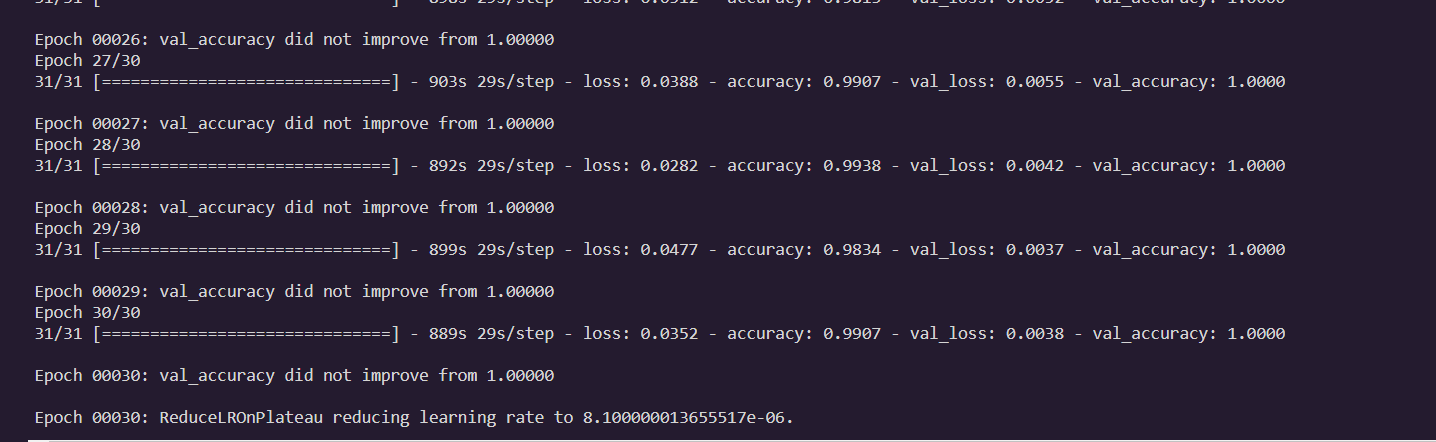 31/31 [==============================] - 898s 29s/step - loss: 0.0512 - accuracy: 0.9815 - val_loss: 0.0052 - val_accuracy: 1.0000
Epoch 00026: val_accuracy did not improve from 1.00000
Epoch 27/30
31/31 [==============================] - 903s 29s/step - loss: 0.0388 - accuracy: 0.9907 - val_loss: 0.0055 - val_accuracy: 1.0000
Epoch 00027: val_accuracy did not improve from 1.00000
Epoch 28/30
31/31 [==============================] - 892s 29s/step - loss: 0.0282 - accuracy: 0.9938 - val_loss: 0.0042 - val_accuracy: 1.0000
Epoch 00028: val_accuracy did not improve from 1.00000
Epoch 29/30
31/31 [==============================] - 899s 29s/step - loss: 0.0477 - accuracy: 0.9834 - val_loss: 0.0037 - val_accuracy: 1.0000
Epoch 00029: val_accuracy did not improve from 1.00000
Epoch 30/30
31/31 [==============================] - 889s 29s/step - loss: 0.0352 - accuracy: 0.9907 - val_loss: 0.0038 - val_accuracy: 1.0000
Epoch 00030: val_accuracy did not improve from 1.00000
Epoch 00030: ReduceLROnPlateau reducing learning rate to 8.100000013655517e-06.